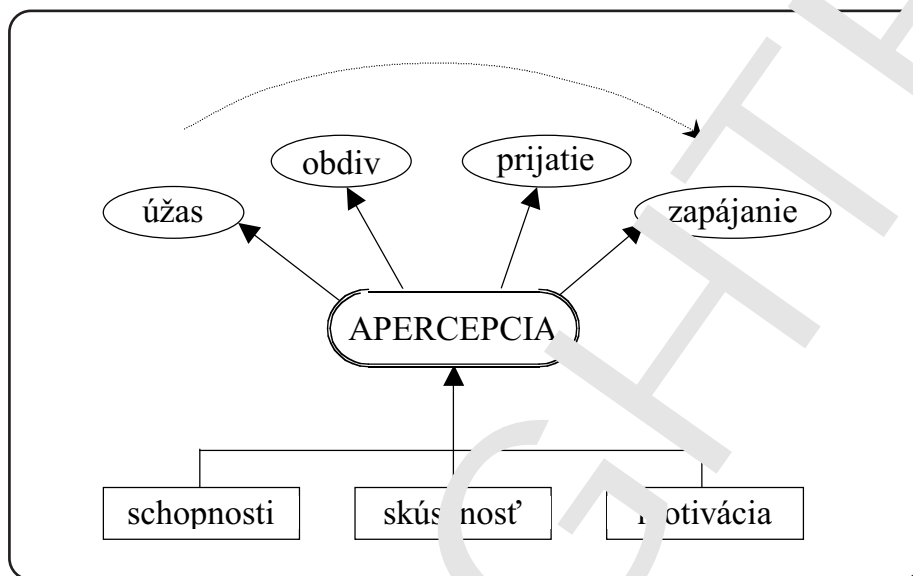 obdiv
prijatie
úžas
zapájanie
APERCEPCIA
schopnosti